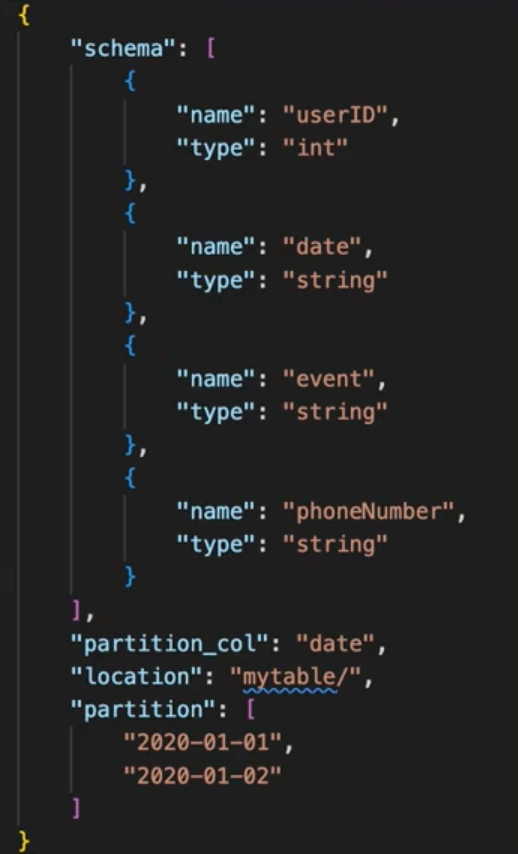 {
    "schema": [
        {
            "name": "userID",
            "type": "int"
        },
        {
            "name": "date",
            "type": "string"
        },
        {
            "name": "event",
            "type": "string"
        },
        {
            "name": "phoneNumber",
            "type": "string"
        }
    ],
    "partition_col": "date",
    "location": "mytable/",
    "partition": [
        "2020-01-01",
        "2020-01-02"
    ]
}